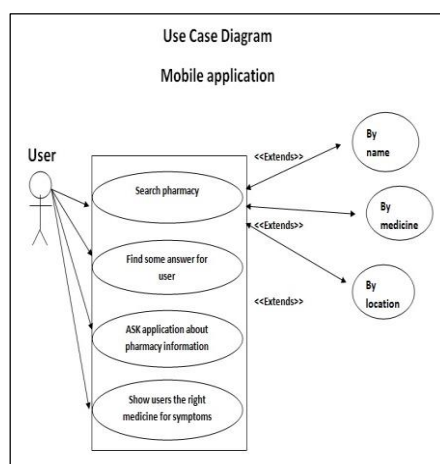 Use Case Diagram
Mobile application
User
Search pharmacy
Find some answer for
user
ASK application about
pharmacy information
Show users the right
medicine for symptoms
<<Extends>>
By
name
<<Extends>>
By
medicine
<<Extends>>
By
location